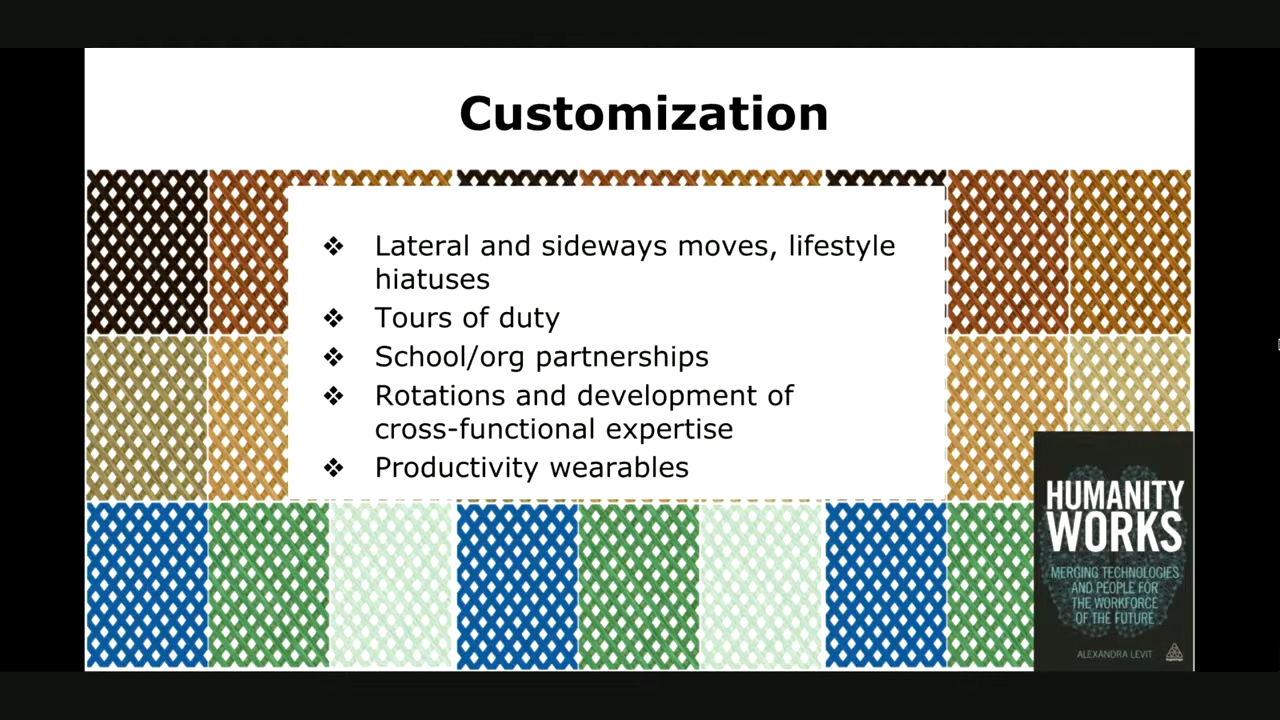 Customization
❖ Lateral and sideways moves, lifestyle
hiatuses
❖ Tours of duty
❖ School/org partnerships
❖ Rotations and development of
cross-functional expertise
❖ Productivity wearables
HUMANITY
WORKS
MERGING TECHNOLOGIES
AND PEOPLE FOR
THE WORKFORCE
OF THE FUTURE
ALEXANDRA LEVIT